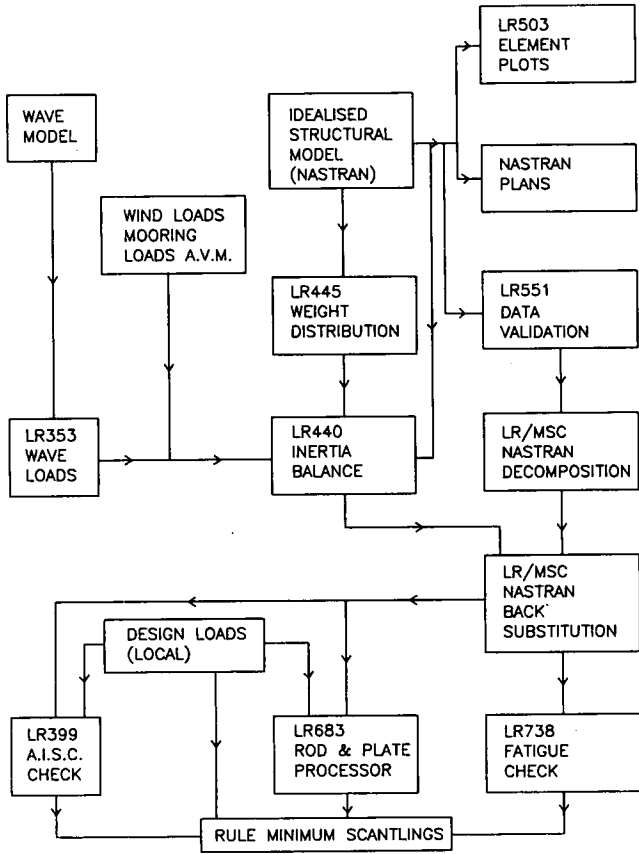 LR503
ELEMENT
PLOTS
WAVE
MODEL
IDEALISED
STRUCTURAL
MODEL
(NASTRAN)
NASTRAN
PLANS
WIND LOADS
MOORING
LOADS A.V.M.
LR445
WEIGHT
DISTRIBUTION
LR551
DATA
VALIDATION
LR353
WAVE
LOADS
LR440
INERTIA
BALANCE
LR/MSC
NASTRAN
DECOMPOSITION
LR/MSC
NASTRAN
BACK
SUBSTITUTION
DESIGN LOADS
(LOCAL)
LR399
A.I.S.C.
CHECK
LR683
ROD & PLATE
PROCESSOR
LR738
FATIGUE
CHECK
RULE MINIMUM SCANTLINGS